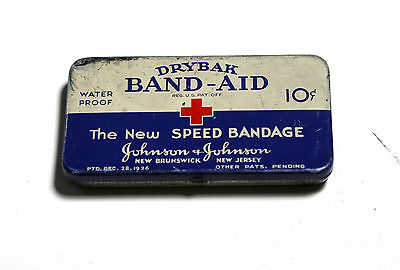 DRYBAK
BAND-AID
REG. U.S. PAT. OFF.
WATER
PROOF
10¢
The New SPEED BANDAGE
Johnson & Johnson
NEW BRUNSWICK NEW JERSEY
PTD. DEC. 28, 1926 OTHER PATS. PENDING